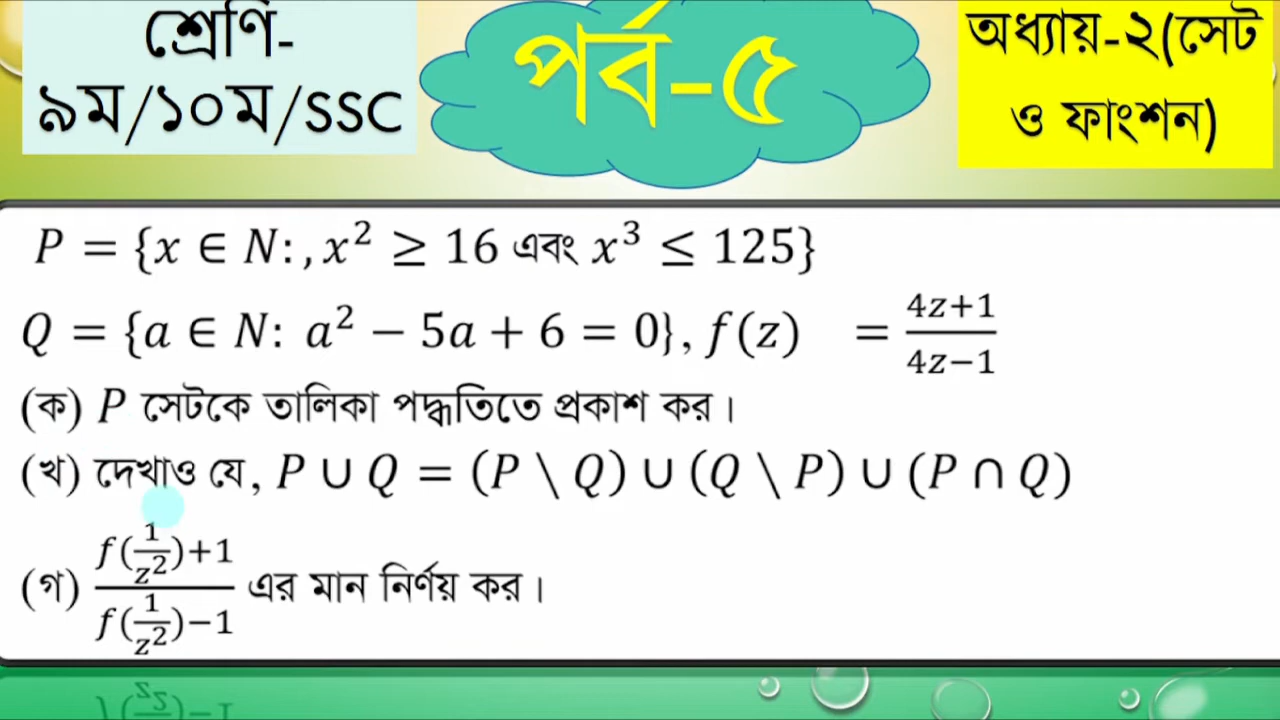 শ্রেণি-
৯ম/১০ম/SSC
পর্ব-৫
অধ্যায়-২(সেট
ও ফাংশন)
P = {x ∈ N:, x² ≥ 16 এবং x³ ≤ 125}
Q = {a ∈ N: a² − 5a + 6 = 0}, f(z) = (4z+1)/(4z−1)
(ক) P সেটকে তালিকা পদ্ধতিতে প্রকাশ কর।
(খ) দেখাও যে, P ∪ Q = (P \ Q) ∪ (Q \ P) ∪ (P ∩ Q)
(গ) (f(1/z²)+1)/(f(1/z²)−1) এর মান নির্ণয় কর।